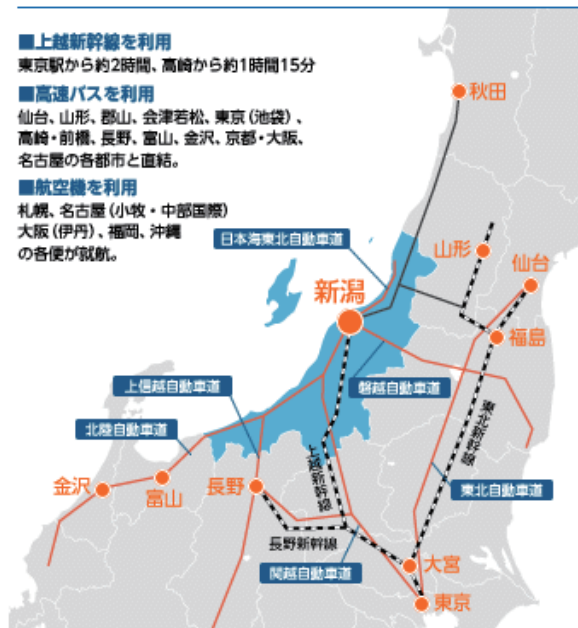 ■上越新幹線を利用
東京駅から約2時間、高崎から約1時間15分
■高速バスを利用
仙台、山形、郡山、会津若松、東京（池袋）、
高崎・前橋、長野、富山、金沢、京都・大阪、
名古屋の各都市と直結。
■航空機を利用
札幌、名古屋（小牧・中部国際）
大阪（伊丹）、福岡、沖縄
の各便が就航。
秋田
日本海東北自動車道
山形
仙台
新潟
福島
上信越自動車道
磐越自動車道
北陸自動車道
東北新幹線
上越新幹線
金沢
富山
長野
東北自動車道
長野新幹線
関越自動車道
大宮
東京